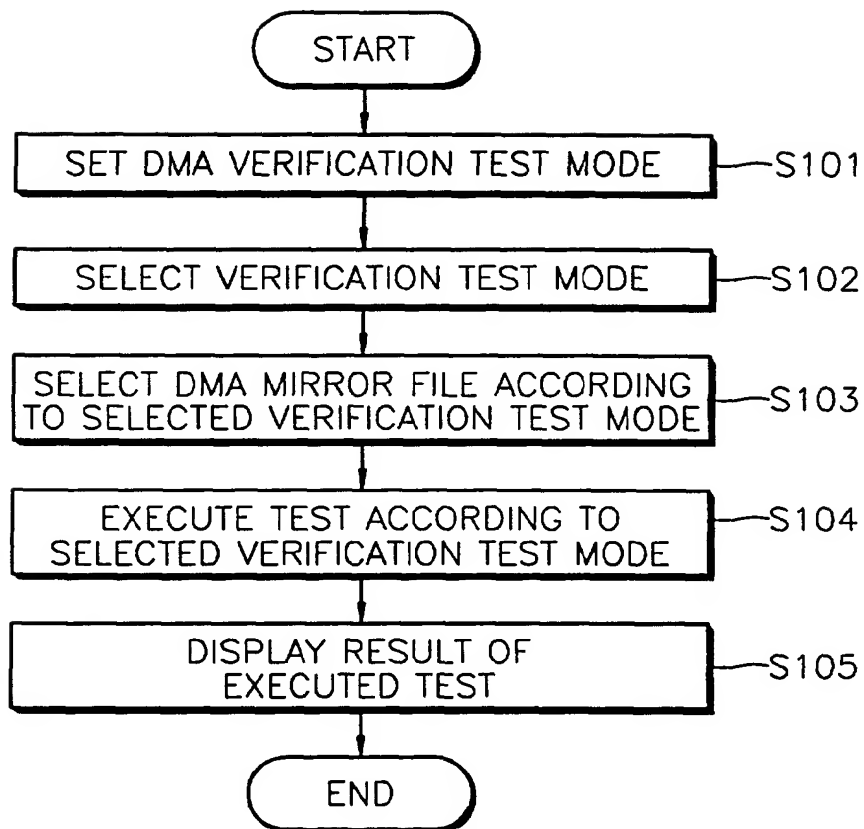 START
SET DMA VERIFICATION TEST MODE
S101
SELECT VERIFICATION TEST MODE
S102
SELECT DMA MIRROR FILE ACCORDING
TO SELECTED VERIFICATION TEST MODE
S103
EXECUTE TEST ACCORDING TO
SELECTED VERIFICATION TEST MODE
S104
DISPLAY RESULT OF
EXECUTED TEST
S105
END